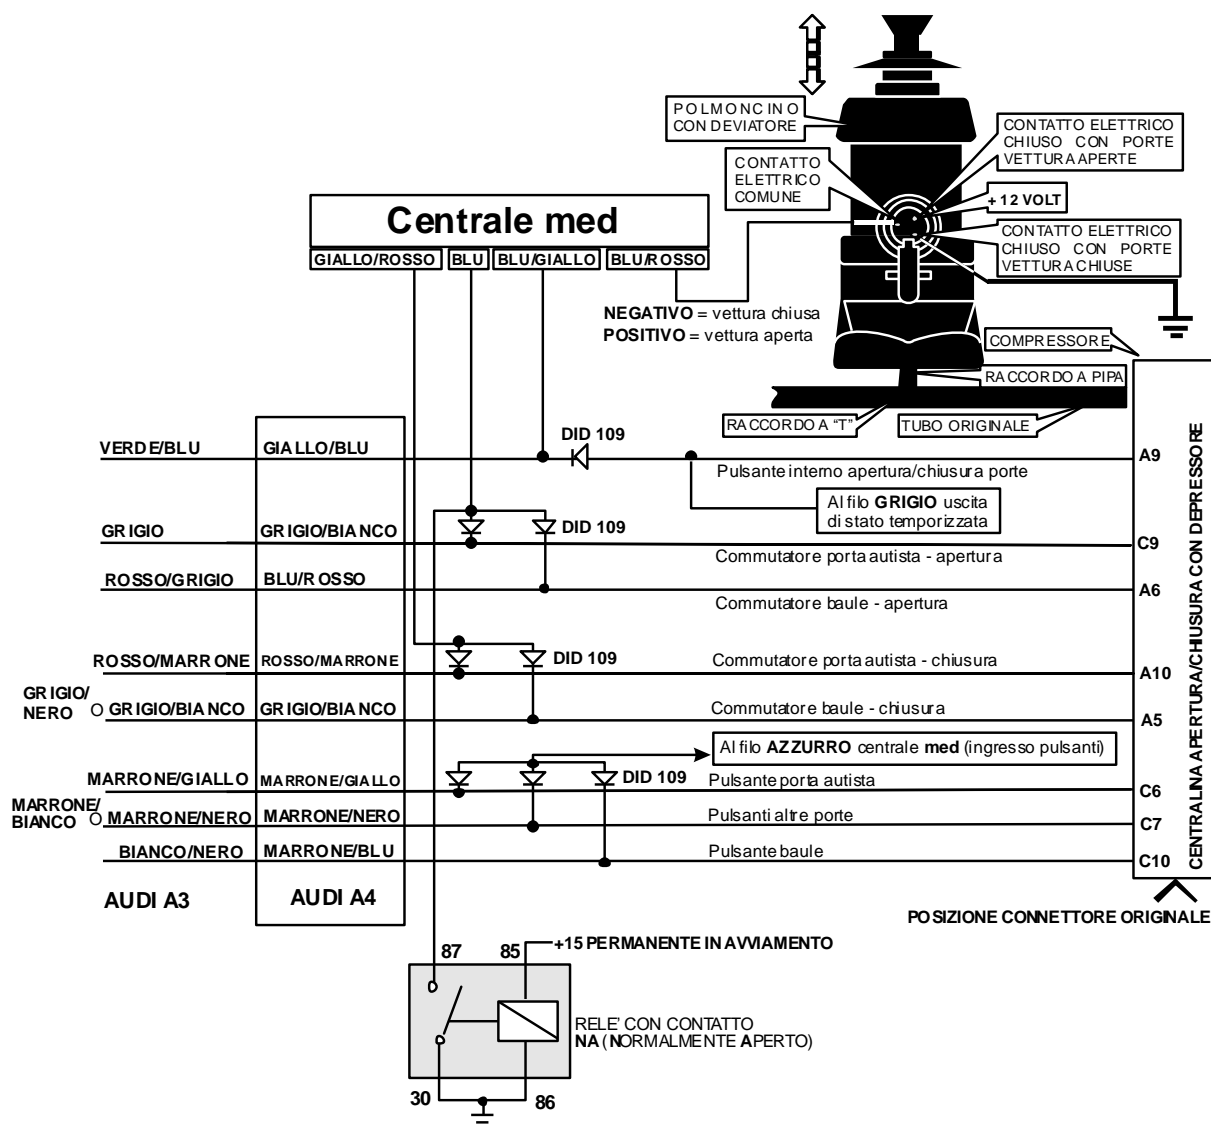 POLMONCINO
CON DEVIATORE
CONTATTO ELETTRICO
CHIUSO CON PORTE
VETTURA APERTE
CONTATTO
ELETTRICO
COMUNE
+ 12 VOLT
Centrale med
GIALLO/ROSSO BLU BLU/GIALLO BLU/ROSSO
CONTATTO ELETTRICO
CHIUSO CON PORTE
VETTURA CHIUSE
NEGATIVO = vettura chiusa
POSITIVO = vettura aperta
COMPRESSORE
RACCORDO A PIPA
RACCORDO A “T”
TUBO ORIGINALE
VERDE/BLU GIALLO/BLU DID 109 A9
Pulsante interno apertura/chiusura porte
Al filo GRIGIO uscita
di stato temporizzata
GRIGIO GRIGIO/BIANCO DID 109 C9
Commutatore porta autista - apertura
ROSSO/GRIGIO BLU/ROSSO A6
Commutatore baule - apertura
ROSSO/MARRONE ROSSO/MARRONE DID 109 Commutatore porta autista - chiusura A10
GRIGIO/
NERO O GRIGIO/BIANCO GRIGIO/BIANCO Commutatore baule - chiusura A5
Al filo AZZURRO centrale med (ingresso pulsanti)
MARRONE/GIALLO MARRONE/GIALLO DID 109 Pulsante porta autista C6
MARRONE/
BIANCO O MARRONE/NERO MARRONE/NERO Pulsanti altre porte C7
BIANCO/NERO MARRONE/BLU Pulsante baule C10
CENTRALINA APERTURA/CHIUSURA CON DEPRESSORE
AUDI A3 AUDI A4
POSIZIONE CONNETTORE ORIGINALE
87 85 +15 PERMANENTE IN AVVIAMENTO
RELE’ CON CONTATTO
NA (NORMALMENTE APERTO)
30 86